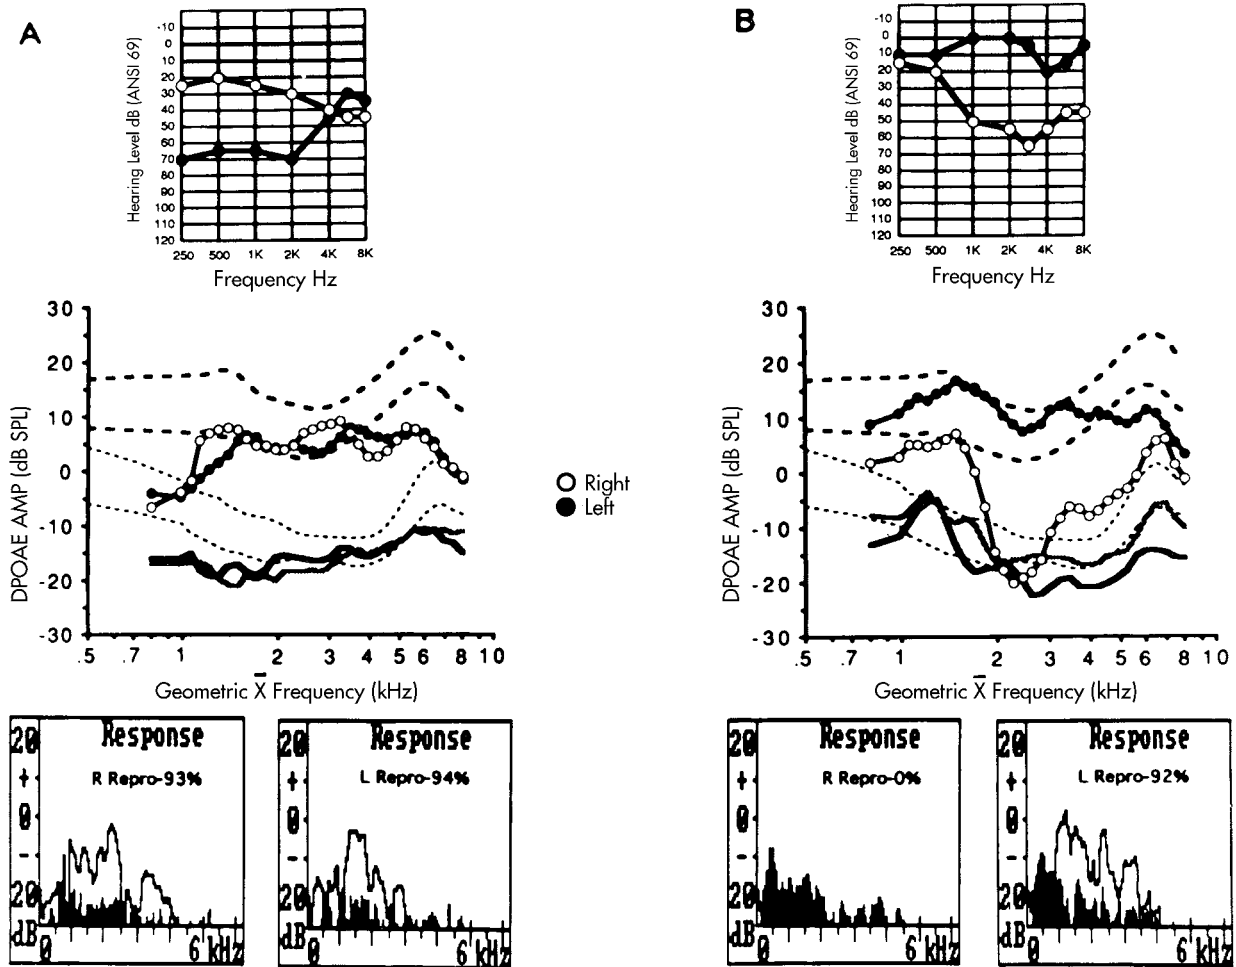 A
Hearing Level dB (ANSI 69)
-10
0
10
20
30
40
50
60
70
80
90
100
110
120
250 500 1K 2K 4K 8K
Frequency Hz
B
Hearing Level dB (ANSI 69)
-10
0
10
20
30
40
50
60
70
80
90
100
110
120
250 500 1K 2K 4K 8K
Frequency Hz
DPOAE AMP (dB SPL)
30
20
10
0
-10
-20
-30
.5 .7 1 2 3 4 5 6 8 10
Geometric X̄ Frequency (kHz)
Right
Left
DPOAE AMP (dB SPL)
30
20
10
0
-10
-20
-30
.5 .7 1 2 3 4 5 6 8 10
Geometric X̄ Frequency (kHz)
Response
R Repro-93%
20
+
0
-
20
dB
0 6 kHz
Response
L Repro-94%
20
+
0
-
20
dB
0 6 kHz
Response
R Repro-0%
20
+
0
-
20
dB
0 6 kHz
Response
L Repro-92%
20
+
0
-
20
dB
0 6 kHz